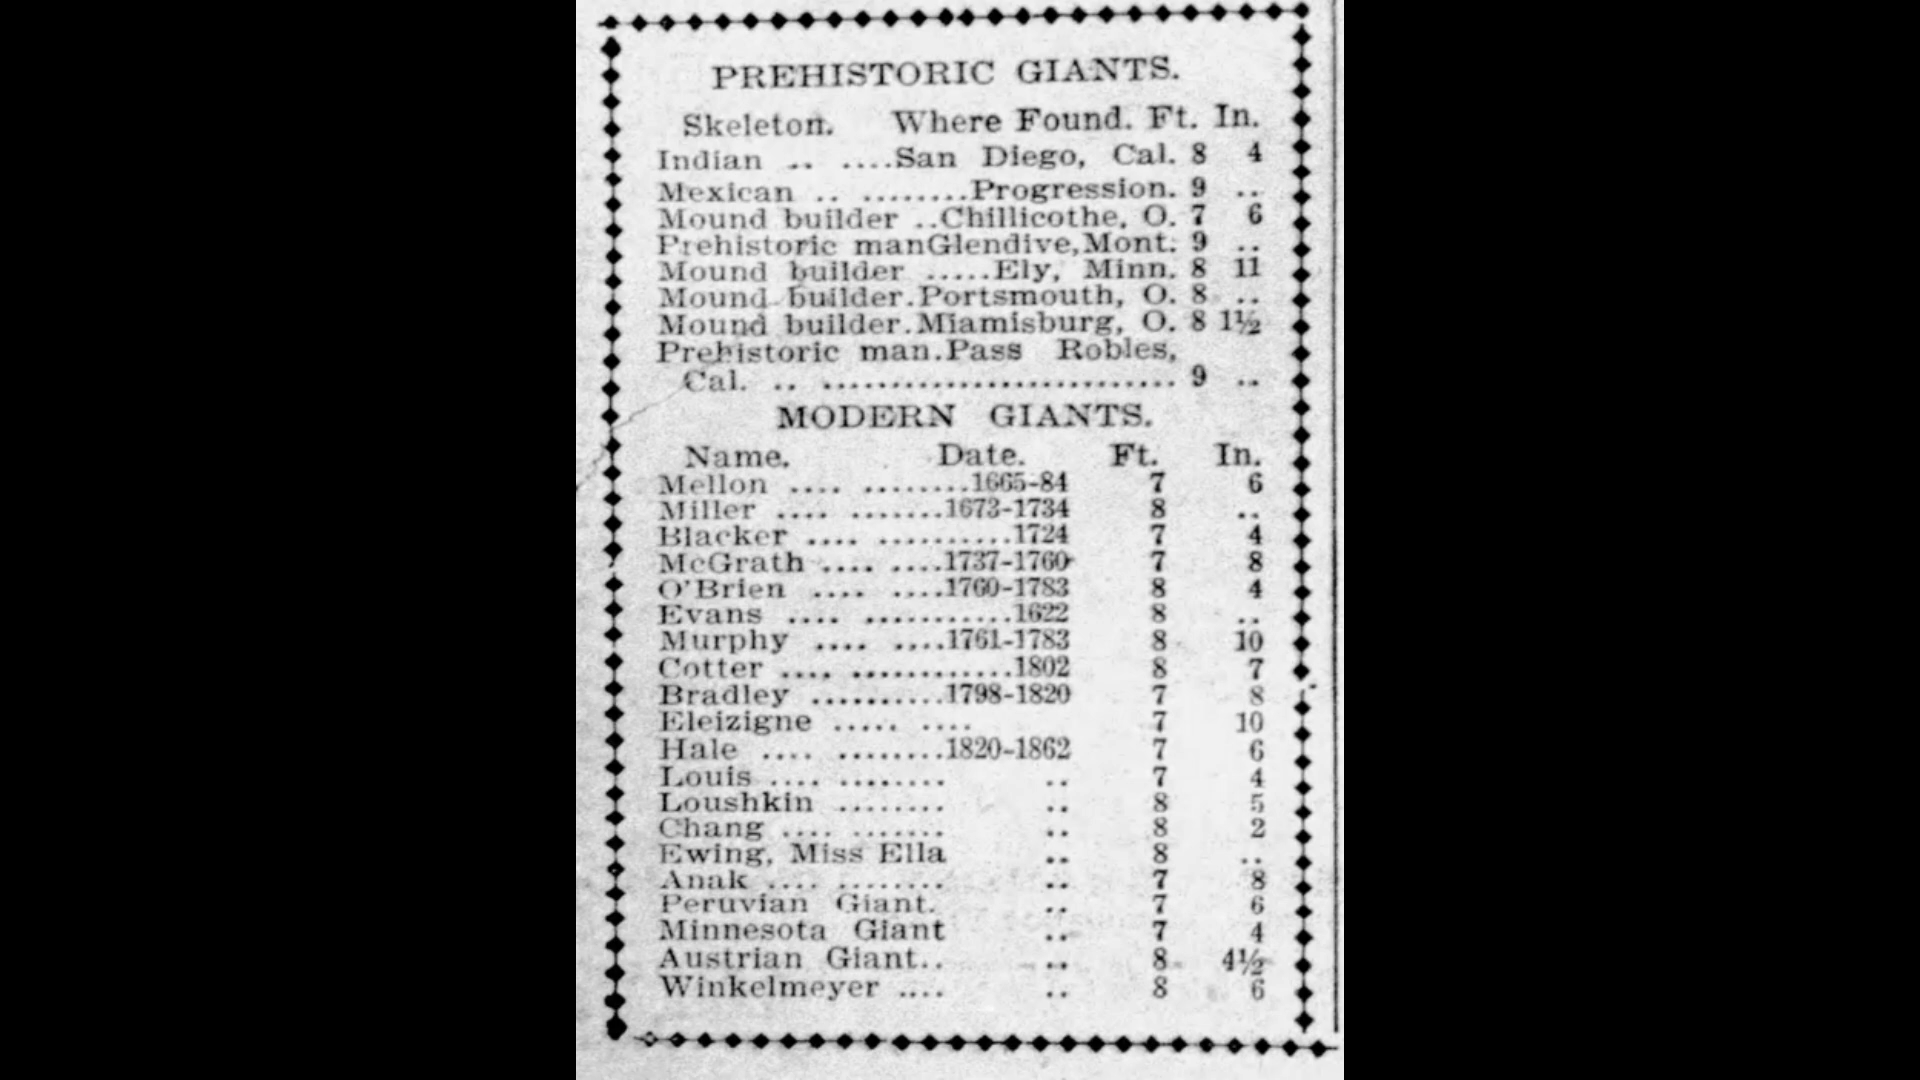 PREHISTORIC GIANTS.
Skeleton. Where Found. Ft. In.
Indian .. ....San Diego, Cal. 8 4
Mexican .. ........Progression. 9 ..
Mound builder ..Chillicothe, O. 7 6
Prehistoric manGlendive,Mont. 9 ..
Mound builder .....Ely, Minn. 8 11
Mound builder.Portsmouth, O. 8 ..
Mound builder.Miamisburg, O. 8 1½
Prehistoric man.Pass Robles,
Cal. .. .......................... 9 ..
MODERN GIANTS.
Name. Date. Ft. In.
Mellon .... ........1665-84 7 6
Miller .... .......1673-1734 8 ..
Blacker .... ..........1724 7 4
McGrath .... ....1737-1760 7 8
O'Brien .... ....1760-1783 8 4
Evans .... ...........1622 8 ..
Murphy .... ....1761-1783 8 10
Cotter .... ............1802 8 7
Bradley ..........1798-1820 7 8
Eleizigne ..... .... 7 10
Hale .... ........1820-1862 7 6
Louis .... ........ .. 7 4
Loushkin ........ .. 8 5
Chang .... ....... .. 8 2
Ewing, Miss Ella .. 8 ..
Anak .... ........ .. 7 8
Peruvian Giant. .. 7 6
Minnesota Giant .. 7 4
Austrian Giant.. .. 8 4½
Winkelmeyer .... .. 8 6